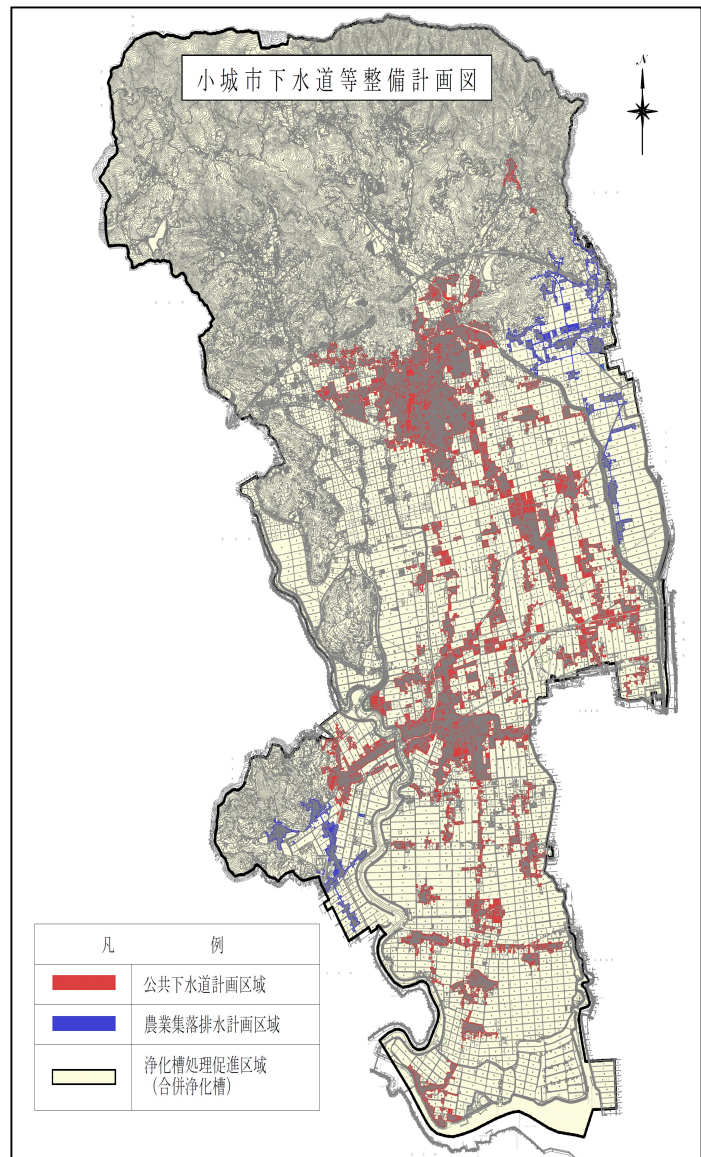 小城市下水道等整備計画図
N
凡 例
公共下水道計画区域
農業集落排水計画区域
浄化槽処理促進区域
(合併浄化槽)